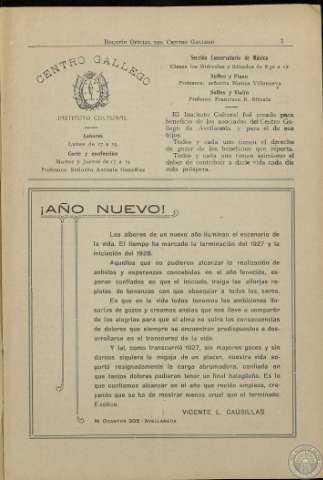 BOLETÍN OFICIAL DEL CENTRO GALLEGO
3
CENTRO GALLEGO
INSTITUTO CULTURAL
Labores
Lunes de 17 a 19
Corte y confección
Martes y Jueves de 17 a 19
Profesora: Señorita Antonia González
Sección Conservatorio de Música
Clases los Miércoles y Sábados de 8.30 a 12
Solfeo y Piano
Profesora: señorita Blanca Villanueva
Solfeo y Violín
Profesor: Francisco R.
El Instituto Cultural fué creado para
beneficio de los asociados del Centro Ga-
llego de Avellaneda y para el de sus
hijos.
Todos y cada uno tienen el derecho
de gozar de los beneficios que reporta.
Todos y cada uno tienen asimismo el
deber de contribuir a darle vida cada día
más próspera.
¡AÑO NUEVO!
Los albores de un nuevo año iluminan el escenario de
la vida. El tiempo ha marcado la terminación del 1927 y la
iniciación del 1928.
Aquellos que no pudieron alcanzar la realización de
anhelos y esperanzas concebidas en el año fenecido, es-
peran confiados en que el iniciado, traiga las alforjas re-
pletas de bonanzas con que obsequiar a todos los seres.
Es que en la vida todos tenemos las ambiciones ilu-
sorias de goces y creamos ansias que nos lleve a compartir
de las alegrías para que el alma no sufra las consecuencias
de dolores que siempre se encuentran predispuestos a des-
arrollarse en el transcurso de la vida.
Y tal, como transcurrió 1927, sin mayores goces y sin
darnos siquiera la migaja de un placer, nuestra vida so-
portó resignadamente la carga abrumadora, confiada en
que tantos dolores pudieran tener un final halagüeño. Es lo
que confiamos alcanzar en el año que recién empieza, cre-
yendo que se ha de mostrar menos cruel que el terminado.
VICENTE L. CAUSILLAS
M. OCANTOS 302 - AVELLANEDA